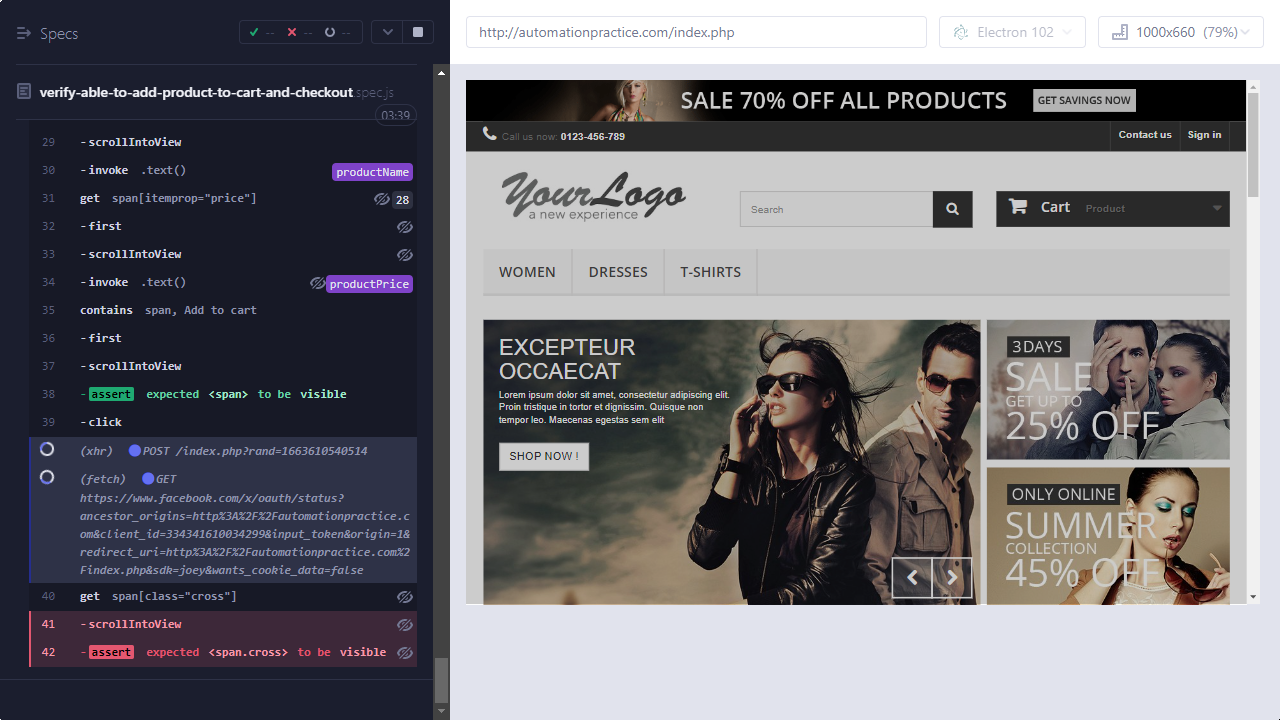 Specs
--
--
--
verify-able-to-add-product-to-cart-and-checkout spec.js
03:39
29 -scrollIntoView
30 -invoke .text() productName
31 get span[itemprop="price"] 28
32 -first
33 -scrollIntoView
34 -invoke .text() productPrice
35 contains span, Add to cart
36 -first
37 -scrollIntoView
38 -assert expected <span> to be visible
39 -click
(xhr) POST /index.php?rand=1663610540514
(fetch) GET
https://www.facebook.com/x/oauth/status?
ancestor_origins=http%3A%2F%2Fautomationpractice.c
om&client_id=334341610034299&input_token&origin=1&
redirect_uri=http%3A%2F%2Fautomationpractice.com%2
Findex.php&sdk=joey&wants_cookie_data=false
40 get span[class="cross"]
41 -scrollIntoView
42 -assert expected <span.cross> to be visible
http://automationpractice.com/index.php
Electron 102
1000x660 (79%)
SALE 70% OFF ALL PRODUCTS
GET SAVINGS NOW
Call us now: 0123-456-789
Contact us
Sign in
YourLogo
a new experience
Search
Cart Product
WOMEN
DRESSES
T-SHIRTS
EXCEPTEUR
OCCAECAT
Lorem ipsum dolor sit amet, consectetur adipiscing elit.
Proin tristique in tortor et dignissim. Quisque non
tempor leo. Maecenas egestas sem elit
SHOP NOW !
3 DAYS
SALE
GET UP TO
25% OFF
ONLY ONLINE
SUMMER
COLLECTION
45% OFF